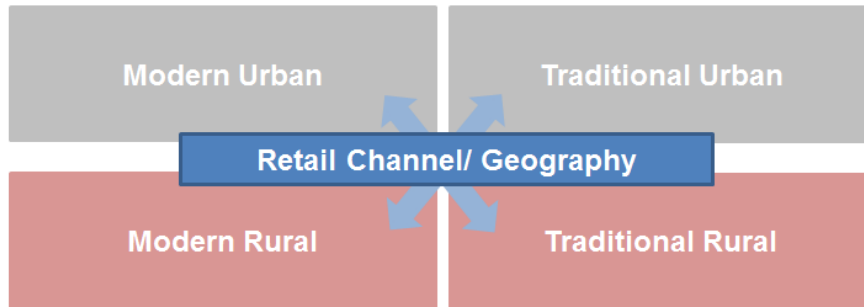 Modern Urban
Traditional Urban
Retail Channel/ Geography
Modern Rural
Traditional Rural